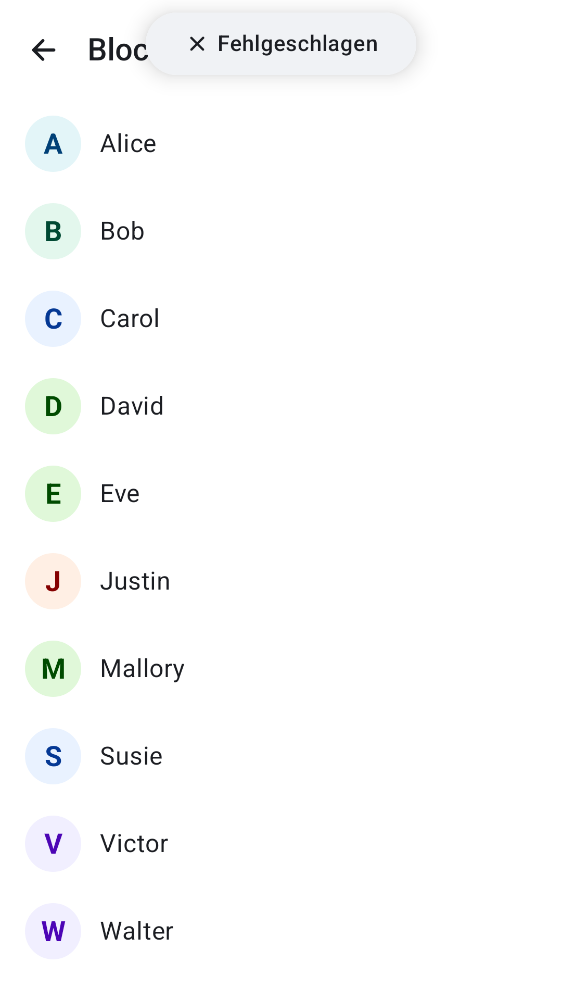 Bloc
Fehlgeschlagen
A Alice
B Bob
C Carol
D David
E Eve
J Justin
M Mallory
S Susie
V Victor
W Walter